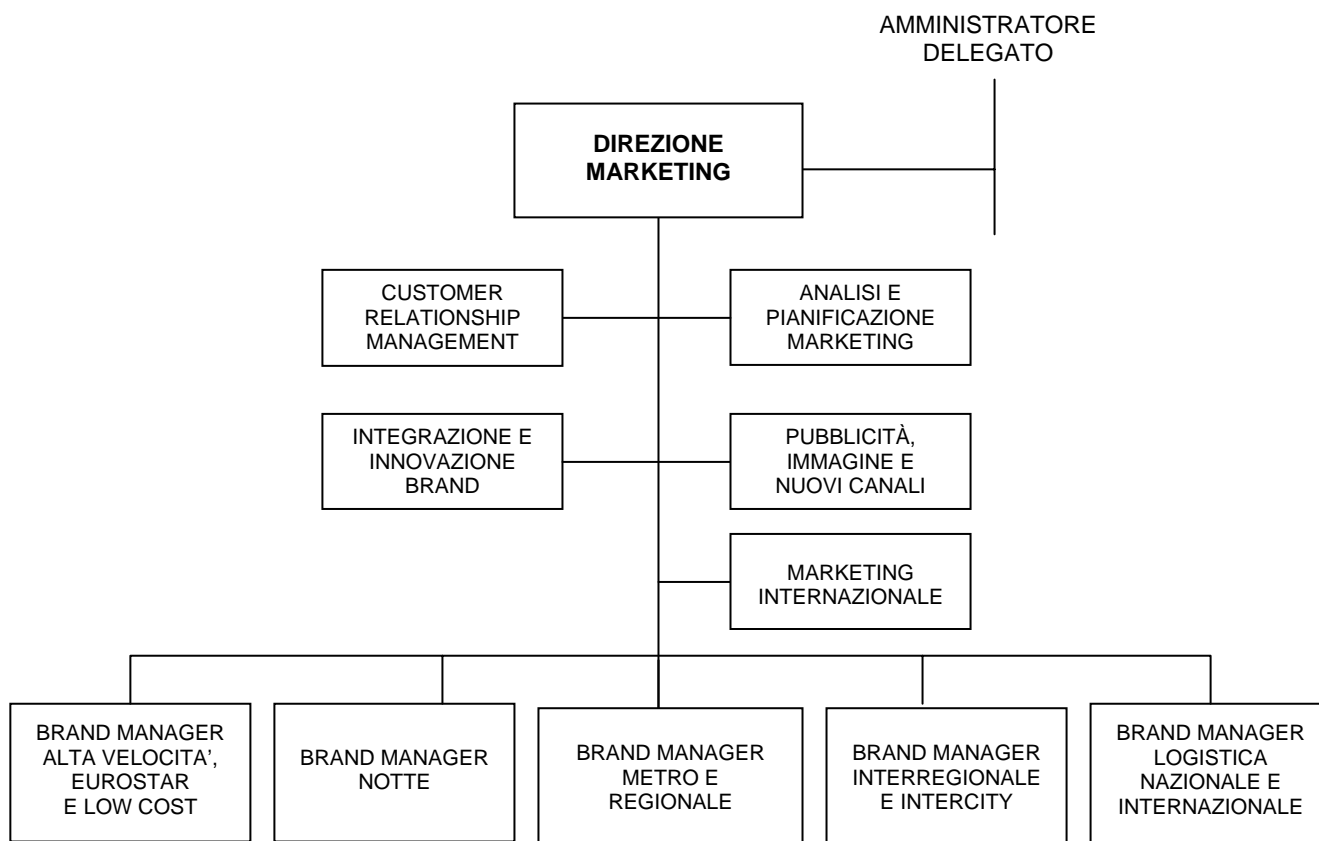 AMMINISTRATORE
DELEGATO
DIREZIONE
MARKETING
CUSTOMER
RELATIONSHIP
MANAGEMENT
ANALISI E
PIANIFICAZIONE
MARKETING
INTEGRAZIONE E
INNOVAZIONE
BRAND
PUBBLICITÀ,
IMMAGINE E
NUOVI CANALI
MARKETING
INTERNAZIONALE
BRAND MANAGER
ALTA VELOCITA’,
EUROSTAR
E LOW COST
BRAND MANAGER
NOTTE
BRAND MANAGER
METRO E
REGIONALE
BRAND MANAGER
INTERREGIONALE
E INTERCITY
BRAND MANAGER
LOGISTICA
NAZIONALE E
INTERNAZIONALE